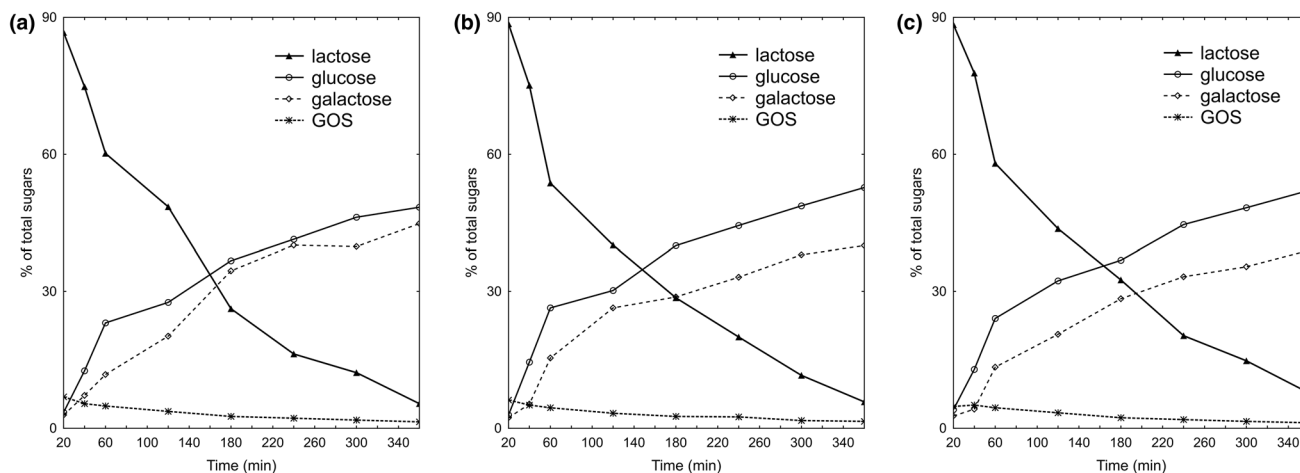 (a)
90
60
30
0
% of total sugars
lactose
glucose
galactose
GOS
20 60 100 140 180 220 260 300 340
Time (min)
(b)
90
60
30
0
% of total sugars
lactose
glucose
galactose
GOS
20 60 100 140 180 220 260 300 340
Time (min)
(c)
90
60
30
0
% of total sugars
lactose
glucose
galactose
GOS
20 60 100 140 180 220 260 300 340
Time (min)